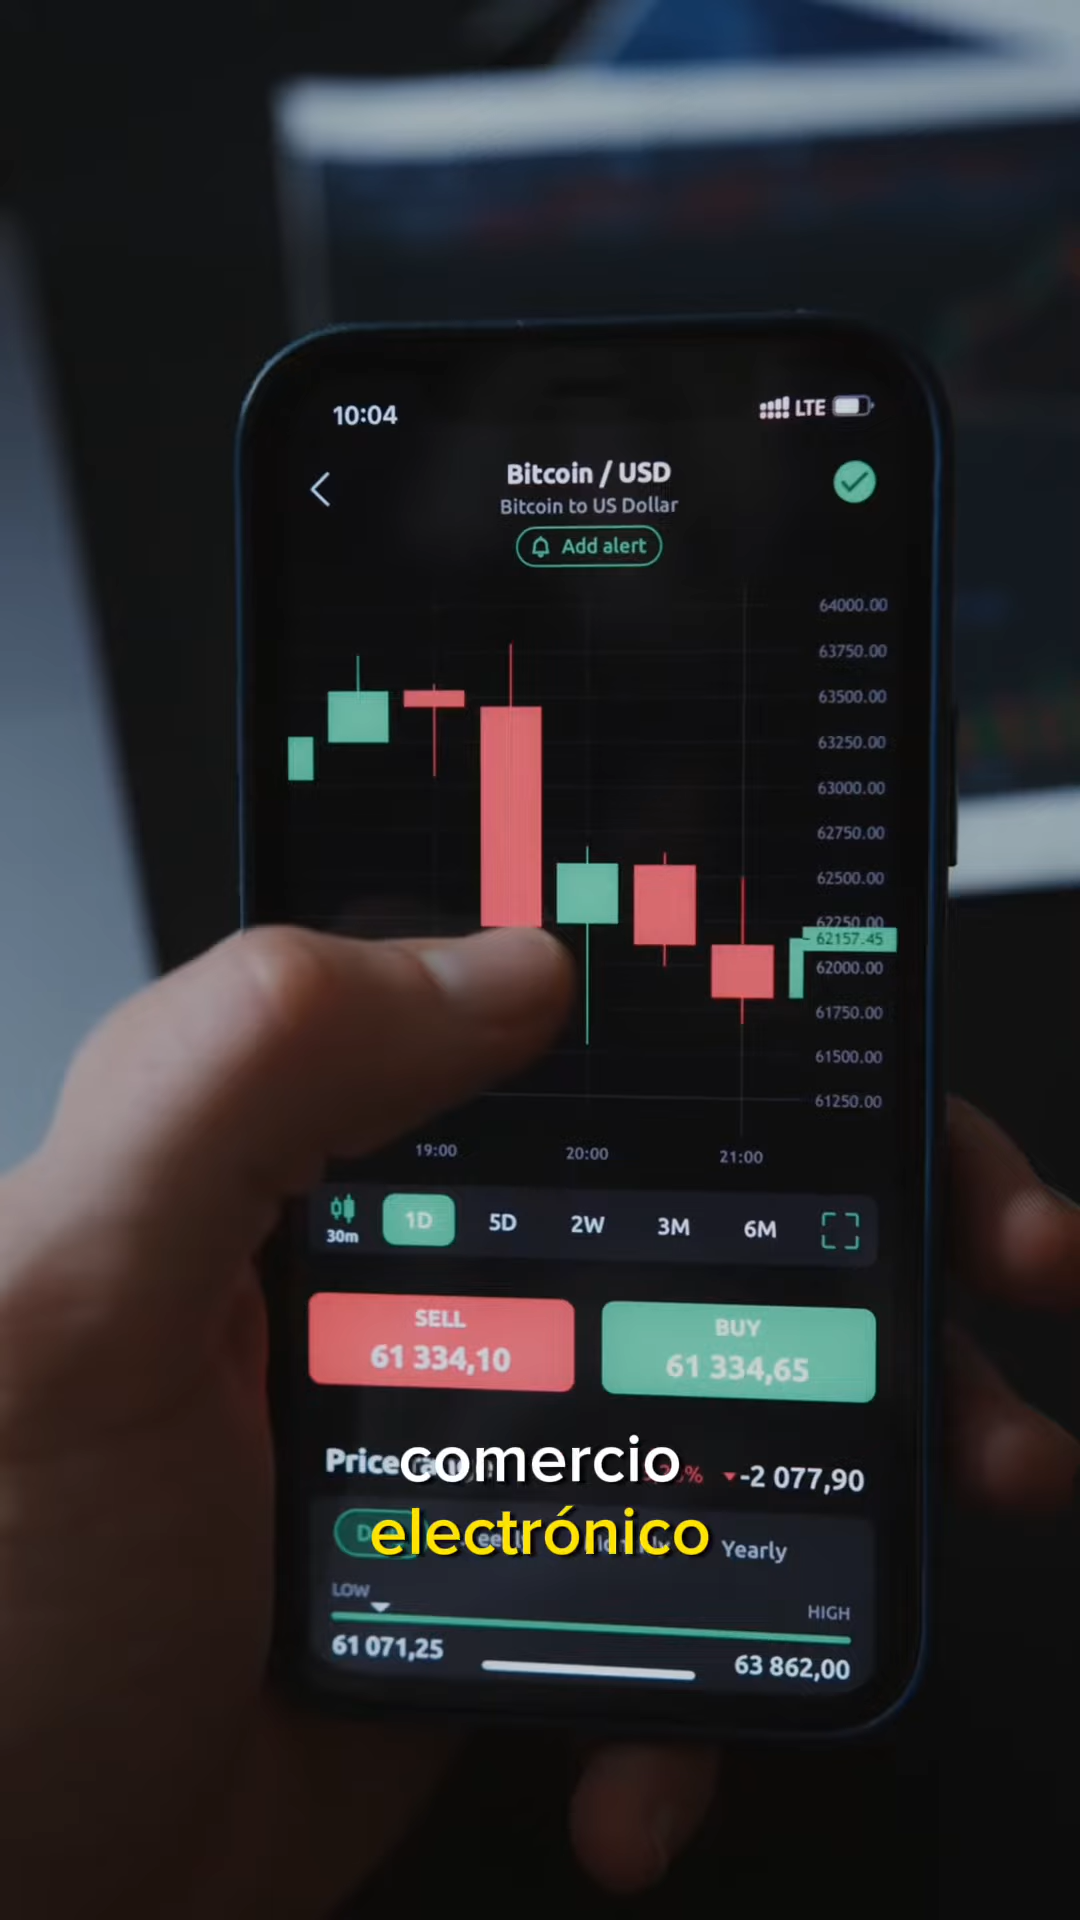 10:04 LTE
Bitcoin / USD
Bitcoin to US Dollar
Add alert
64000.00
63750.00
63500.00
63250.00
63000.00
62750.00
62500.00
62250.00
62157.45
62000.00
61750.00
61500.00
61250.00
19:00 20:00 21:00
30m 1D 5D 2W 3M 6M
SELL BUY
61 334,10 61 334,65
Price -2 077,90
comercio
electrónico
Yearly
LOW HIGH
61 071,25 63 862,00